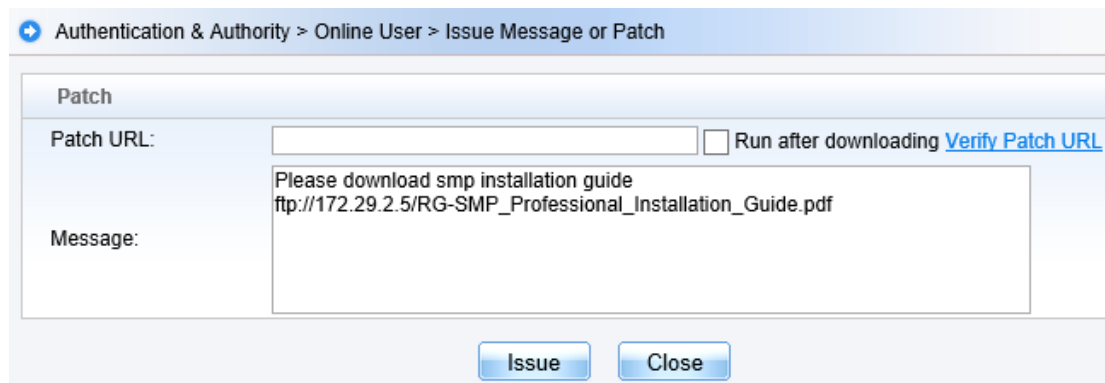 Authentication & Authority > Online User > Issue Message or Patch
Patch
Patch URL:
Run after downloading Verify Patch URL
Please download smp installation guide
ftp://172.29.2.5/RG-SMP_Professional_Installation_Guide.pdf
Message:
Issue Close